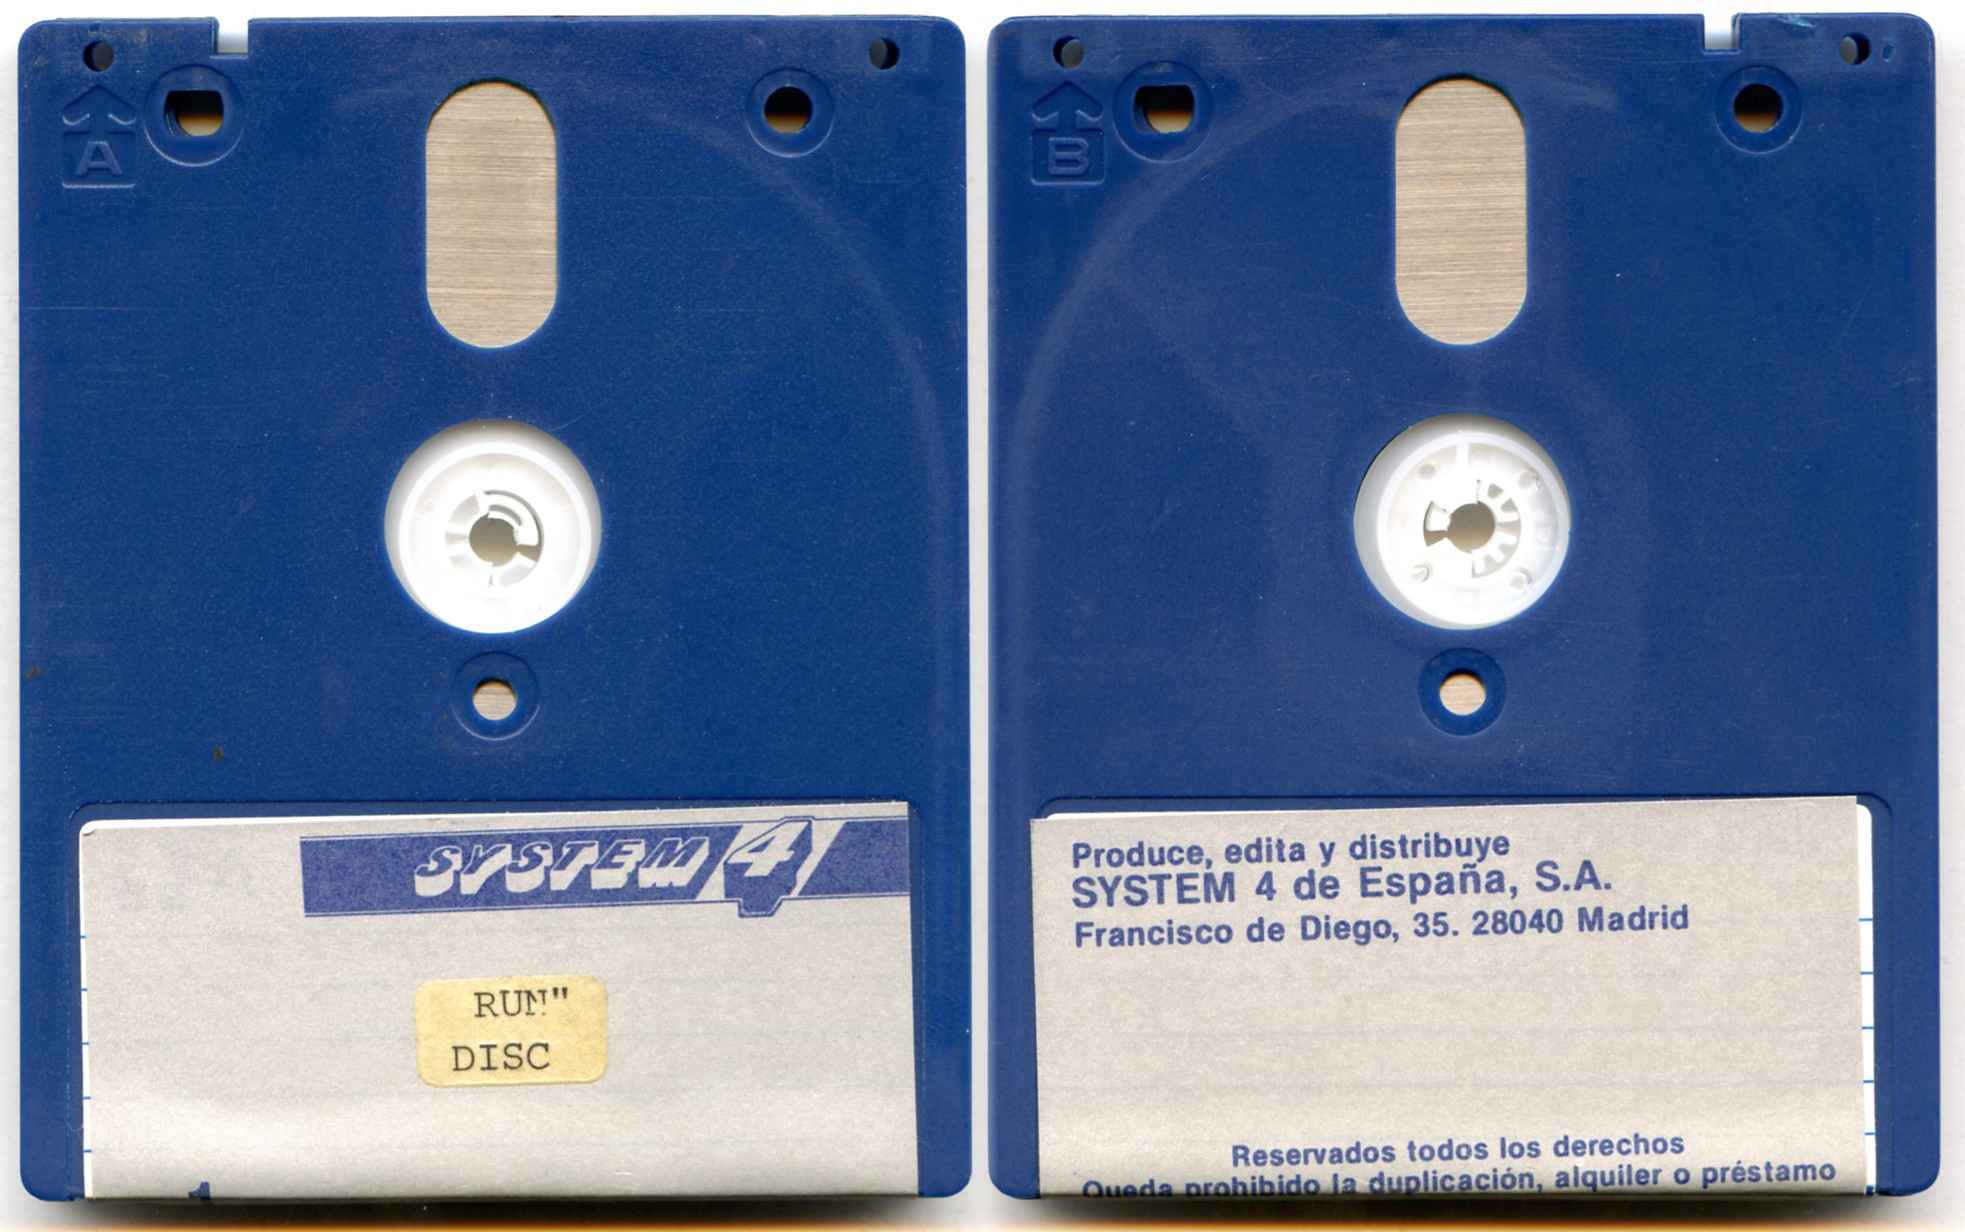 A
SYSTEM 4
RUN"
DISC
1
B
Produce, edita y distribuye
SYSTEM 4 de España, S.A.
Francisco de Diego, 35. 28040 Madrid
Reservados todos los derechos
Queda prohibido la duplicación, alquiler o préstamo